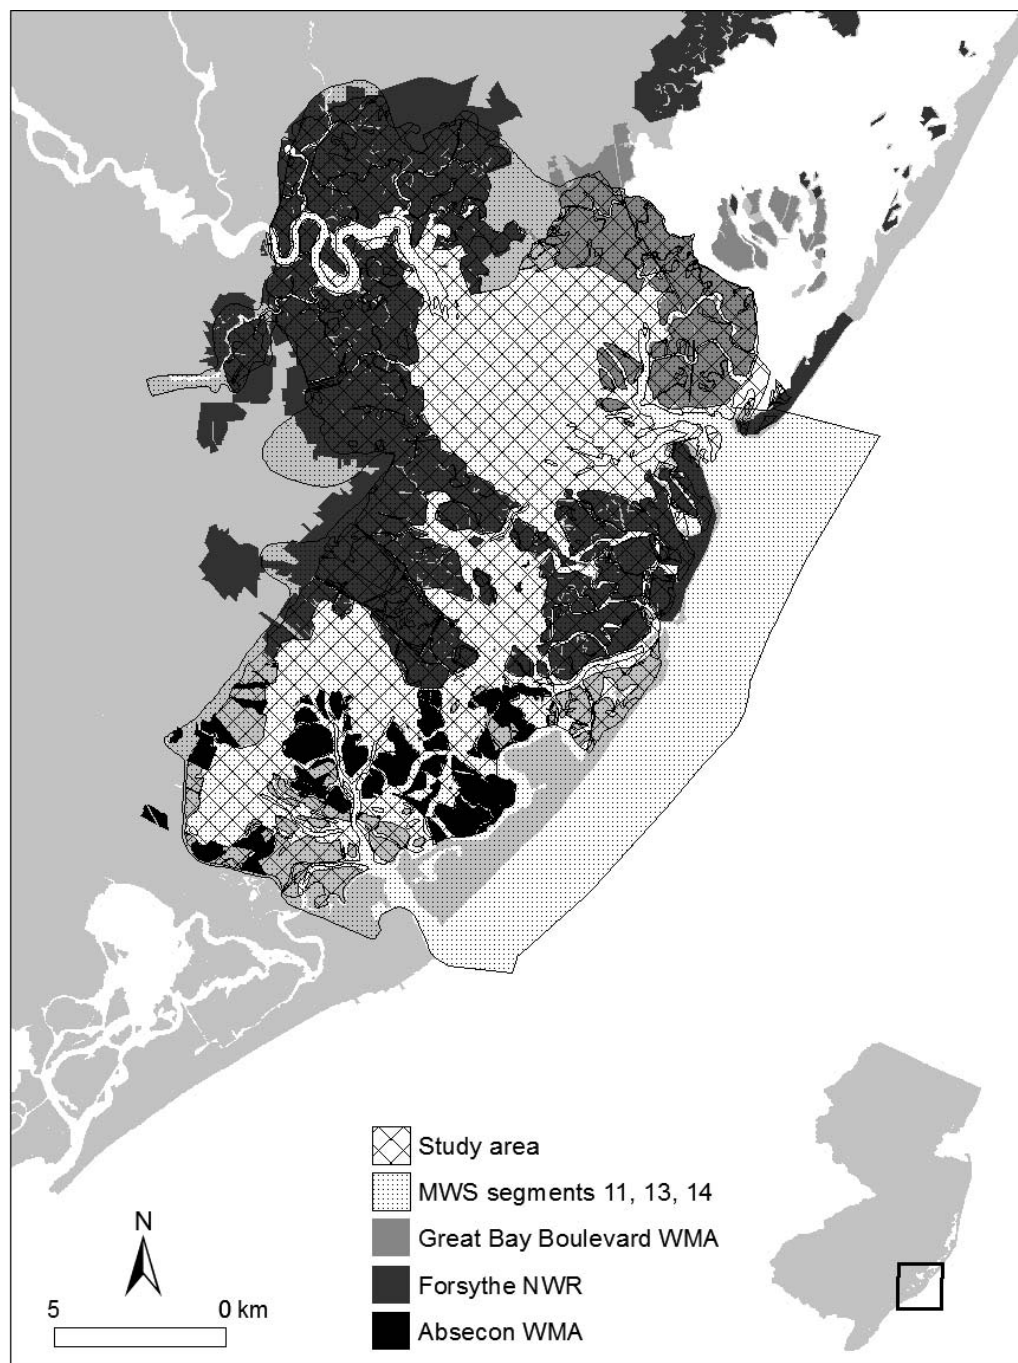 Study area
MWS segments 11, 13, 14
Great Bay Boulevard WMA
Forsythe NWR
Absecon WMA
N
5 0 km